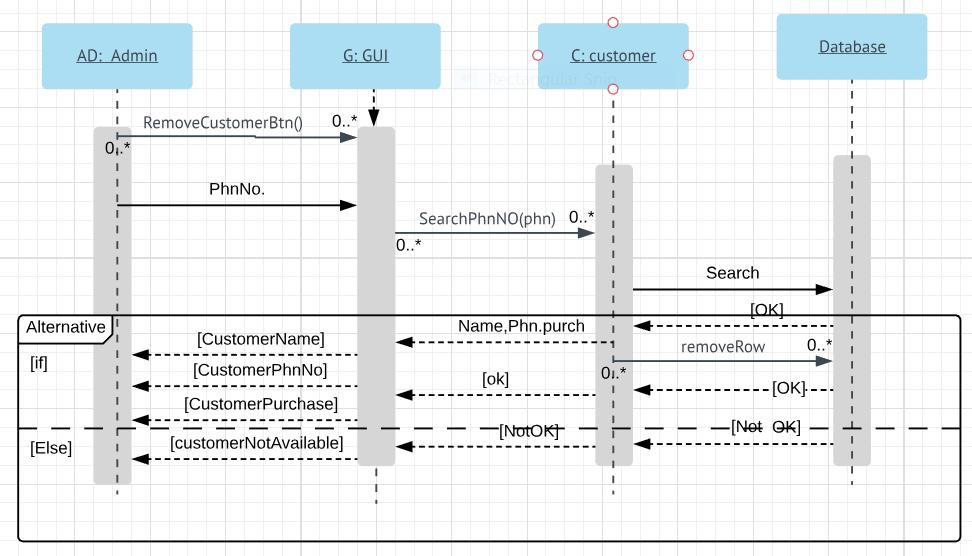 AD: Admin
G: GUI
C: customer
Database
Rectangular Snip
RemoveCustomerBtn()
0..*
0..*
PhnNo.
SearchPhnNO(phn)
0..*
0..*
Search
[OK]
Alternative
Name,Phn.purch
[CustomerName]
removeRow
0..*
[if]
[CustomerPhnNo]
[ok]
0..*
[OK]
[CustomerPurchase]
[NotOK]
[Not OK]
[Else]
[customerNotAvailable]